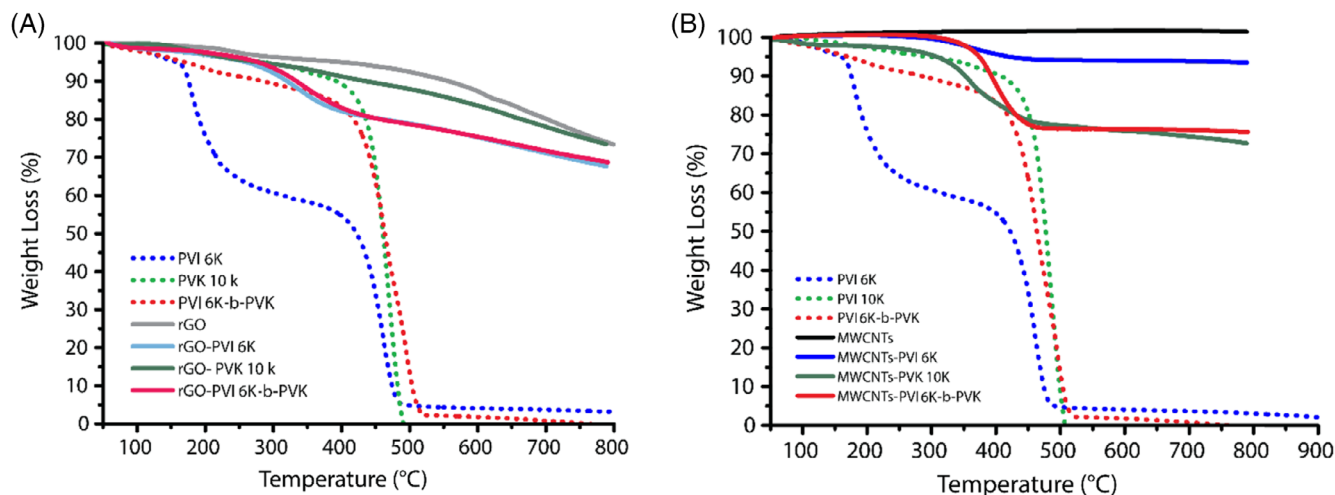 (A)
100
90
80
70
60
50
40
30
20
10
0
Weight Loss (%)
PVI 6K
PVK 10 k
PVI 6K-b-PVK
rGO
rGO-PVI 6K
rGO- PVK 10 k
rGO-PVI 6K-b-PVK
100 200 300 400 500 600 700 800
Temperature (°C)
(B)
100
90
80
70
60
50
40
30
20
10
0
Weight Loss (%)
PVI 6K
PVI 10K
PVI 6K-b-PVK
MWCNTs
MWCNTs-PVI 6K
MWCNTs-PVK 10K
MWCNTs-PVI 6K-b-PVK
100 200 300 400 500 600 700 800 900
Temperature (°C)